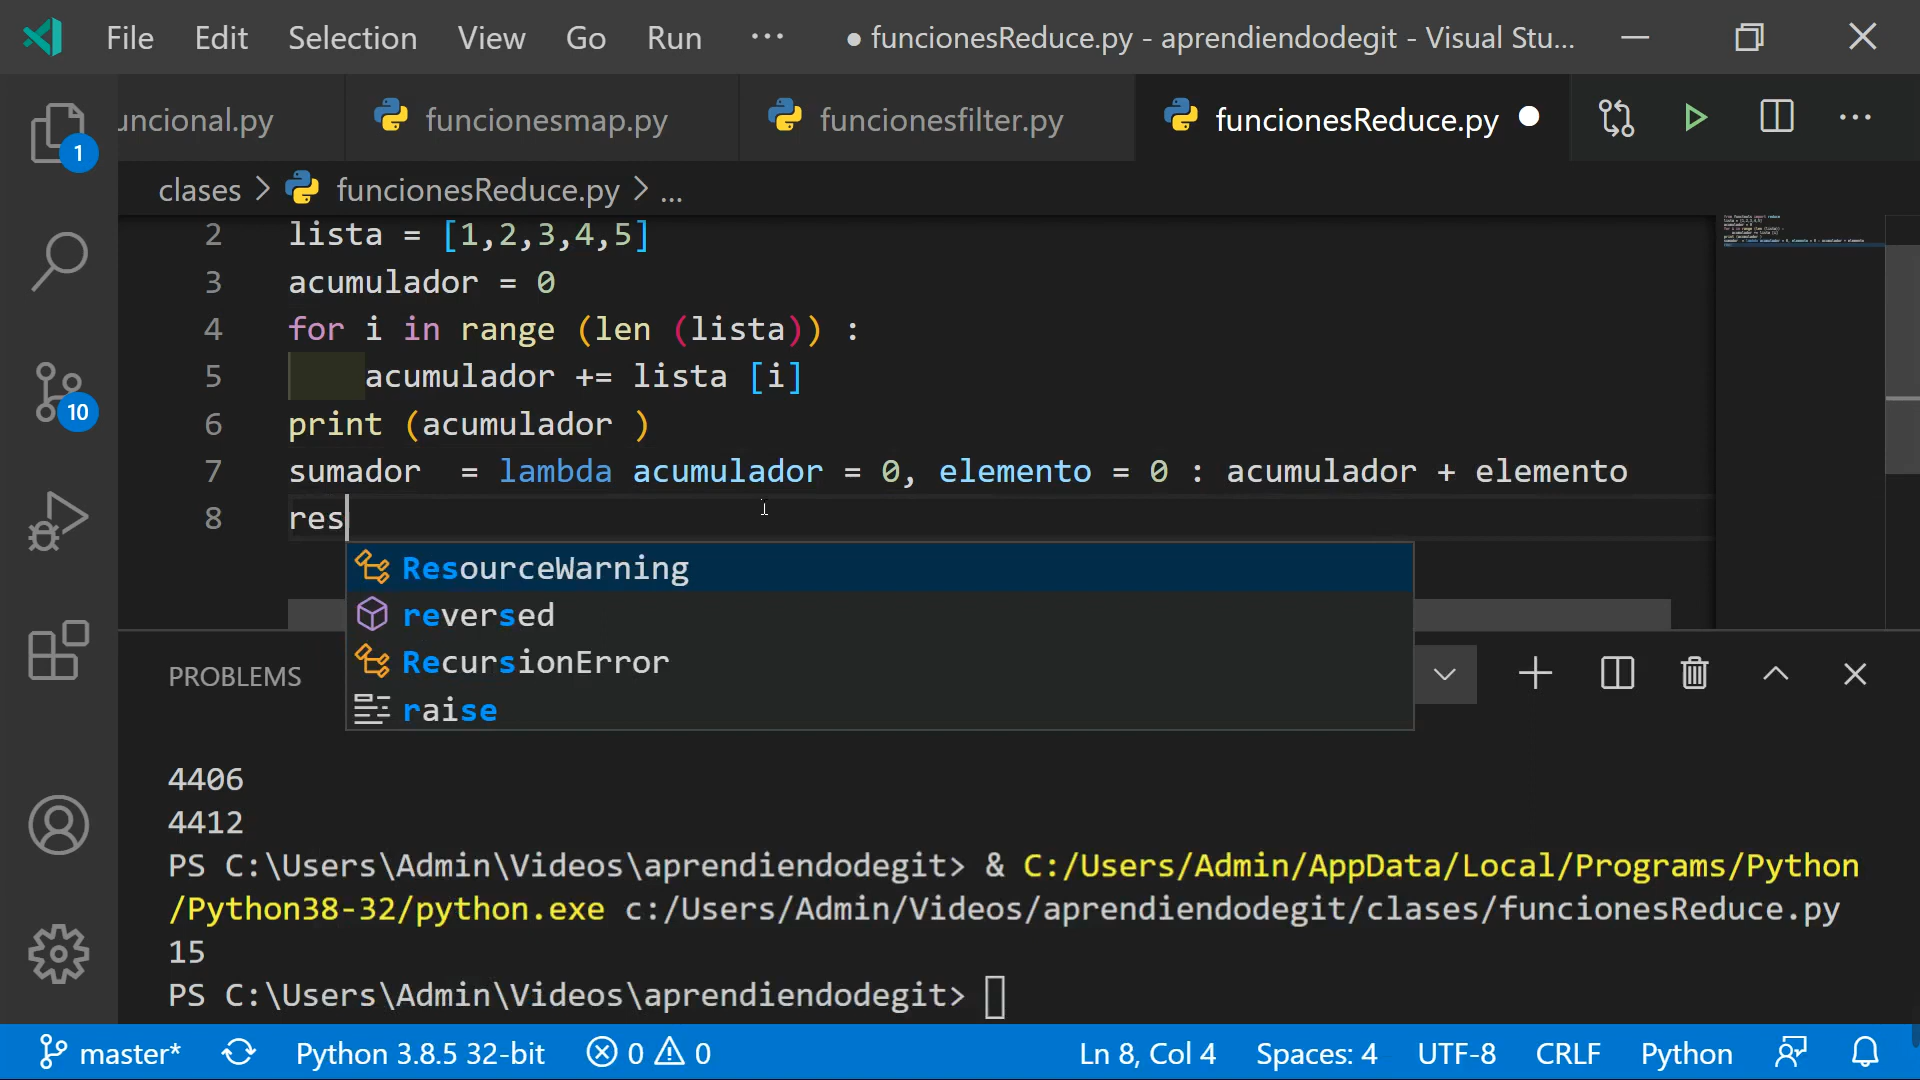 File Edit Selection View Go Run ··· ● funcionesReduce.py - aprendiendodegit - Visual Stu...
uncional.py funcionesmap.py funcionesfilter.py funcionesReduce.py
1
clases > funcionesReduce.py > ...
2 lista = [1,2,3,4,5]
3 acumulador = 0
4 for i in range (len (lista)) :
5 acumulador += lista [i]
6 print (acumulador )
7 sumador  = lambda acumulador = 0, elemento = 0 : acumulador + elemento
8 res
10
ResourceWarning
reversed
RecursionError
raise
PROBLEMS
4406
4412
PS C:\Users\Admin\Videos\aprendiendodegit> & C:/Users/Admin/AppData/Local/Programs/Python
/Python38-32/python.exe c:/Users/Admin/Videos/aprendiendodegit/clases/funcionesReduce.py
15
PS C:\Users\Admin\Videos\aprendiendodegit>
master* Python 3.8.5 32-bit 0 0 Ln 8, Col 4 Spaces: 4 UTF-8 CRLF Python